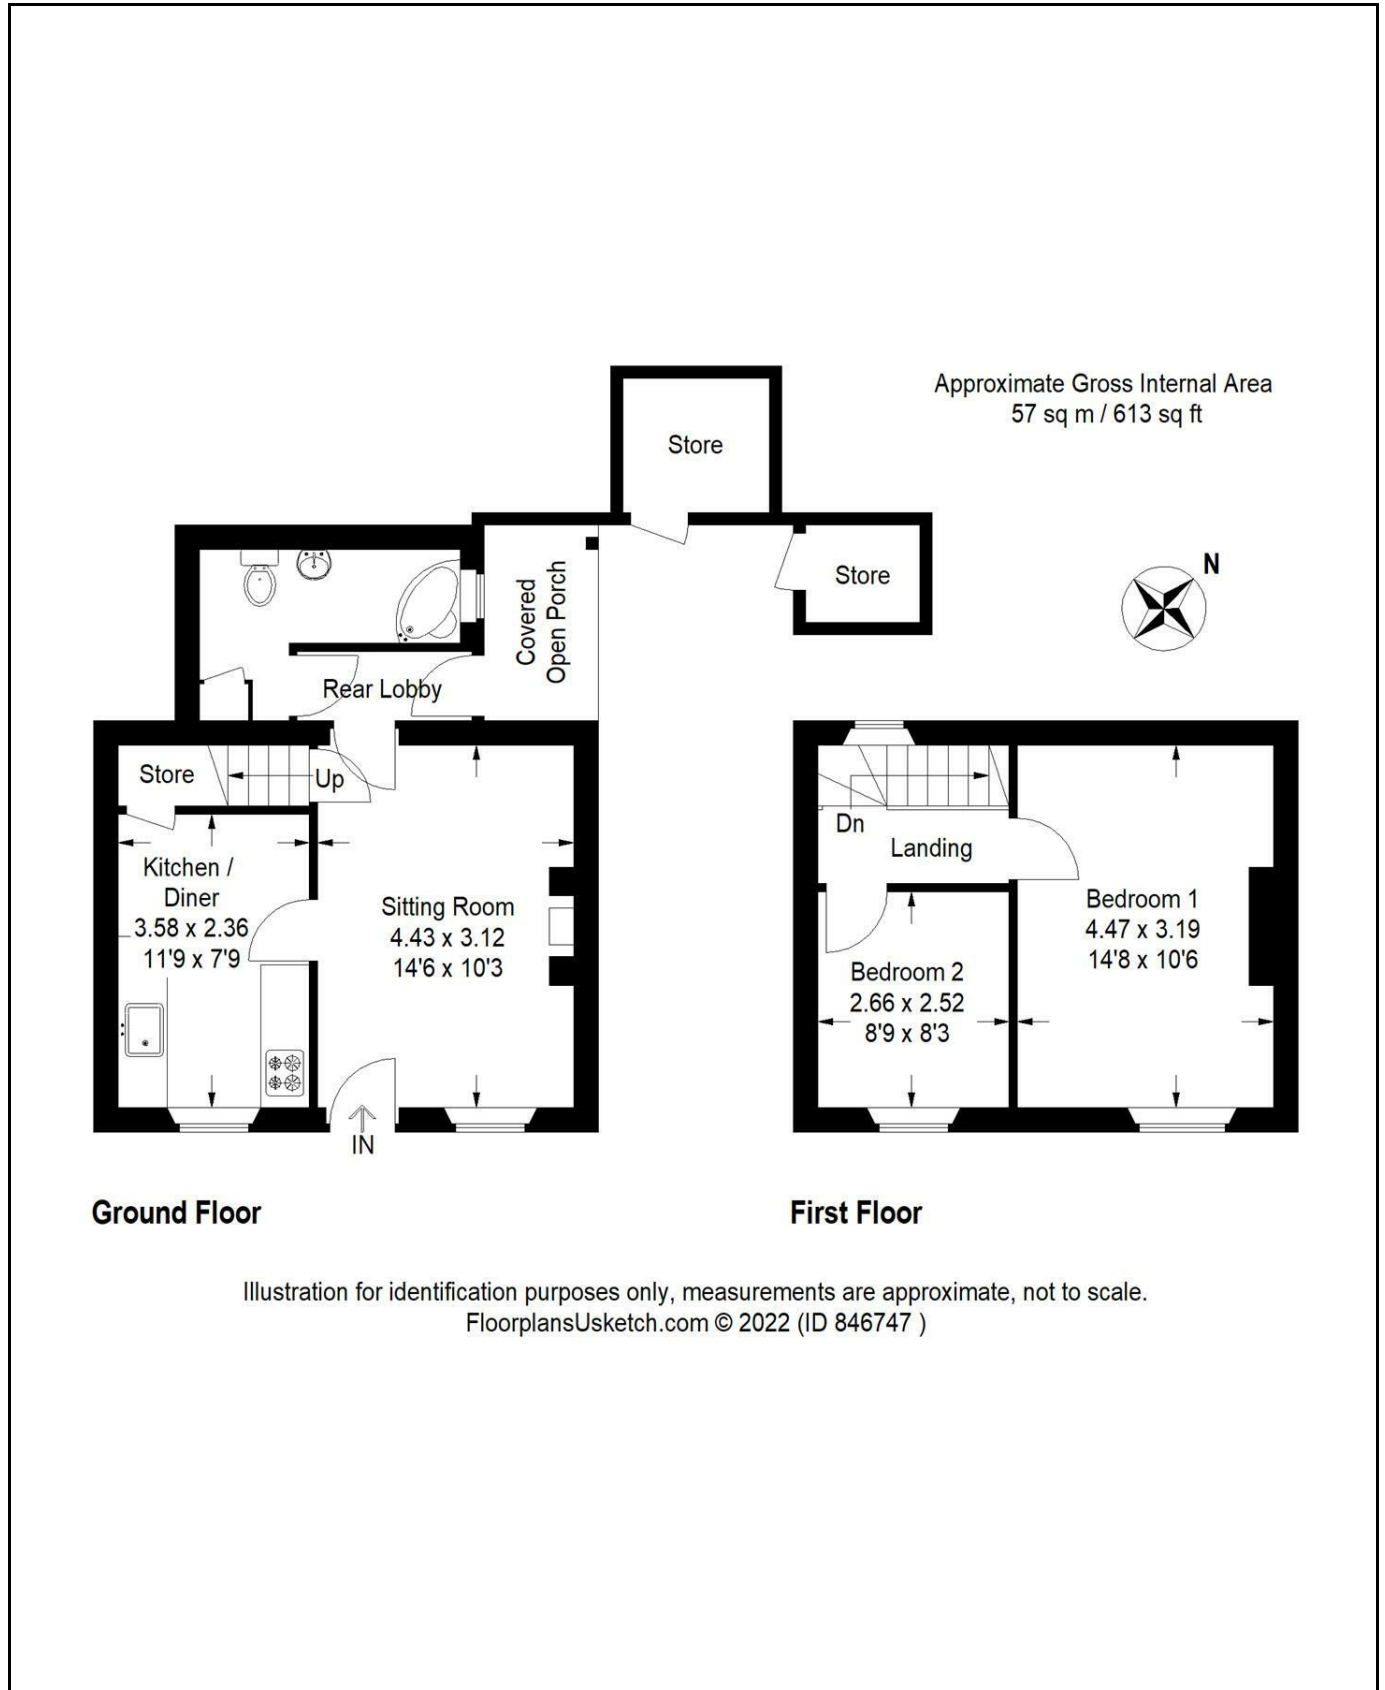 Approximate Gross Internal Area
57 sq m / 613 sq ft
Store
Store
N
Covered
Open Porch
Rear Lobby
Store
Up
Kitchen /
Diner
3.58 x 2.36
11'9 x 7'9
Sitting Room
4.43 x 3.12
14'6 x 10'3
IN
Dn
Landing
Bedroom 1
4.47 x 3.19
14'8 x 10'6
Bedroom 2
2.66 x 2.52
8'9 x 8'3
Ground Floor
First Floor
Illustration for identification purposes only, measurements are approximate, not to scale.
FloorplansUsketch.com © 2022 (ID 846747 )